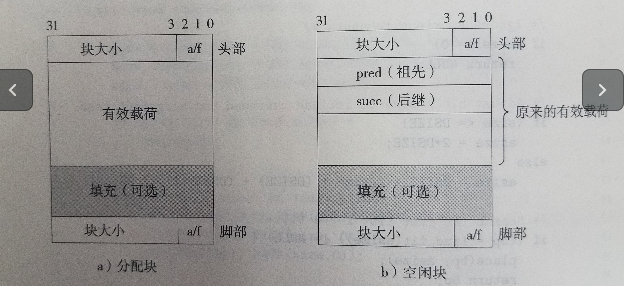 31 3 2 1 0
块大小 a/f 头部
有效载荷
填充（可选）
块大小 a/f 脚部
a）分配块
31 3 2 1 0
块大小 a/f 头部
pred（祖先）
succ（后继）
原来的有效载荷
填充（可选）
块大小 a/f 脚部
b）空闲块